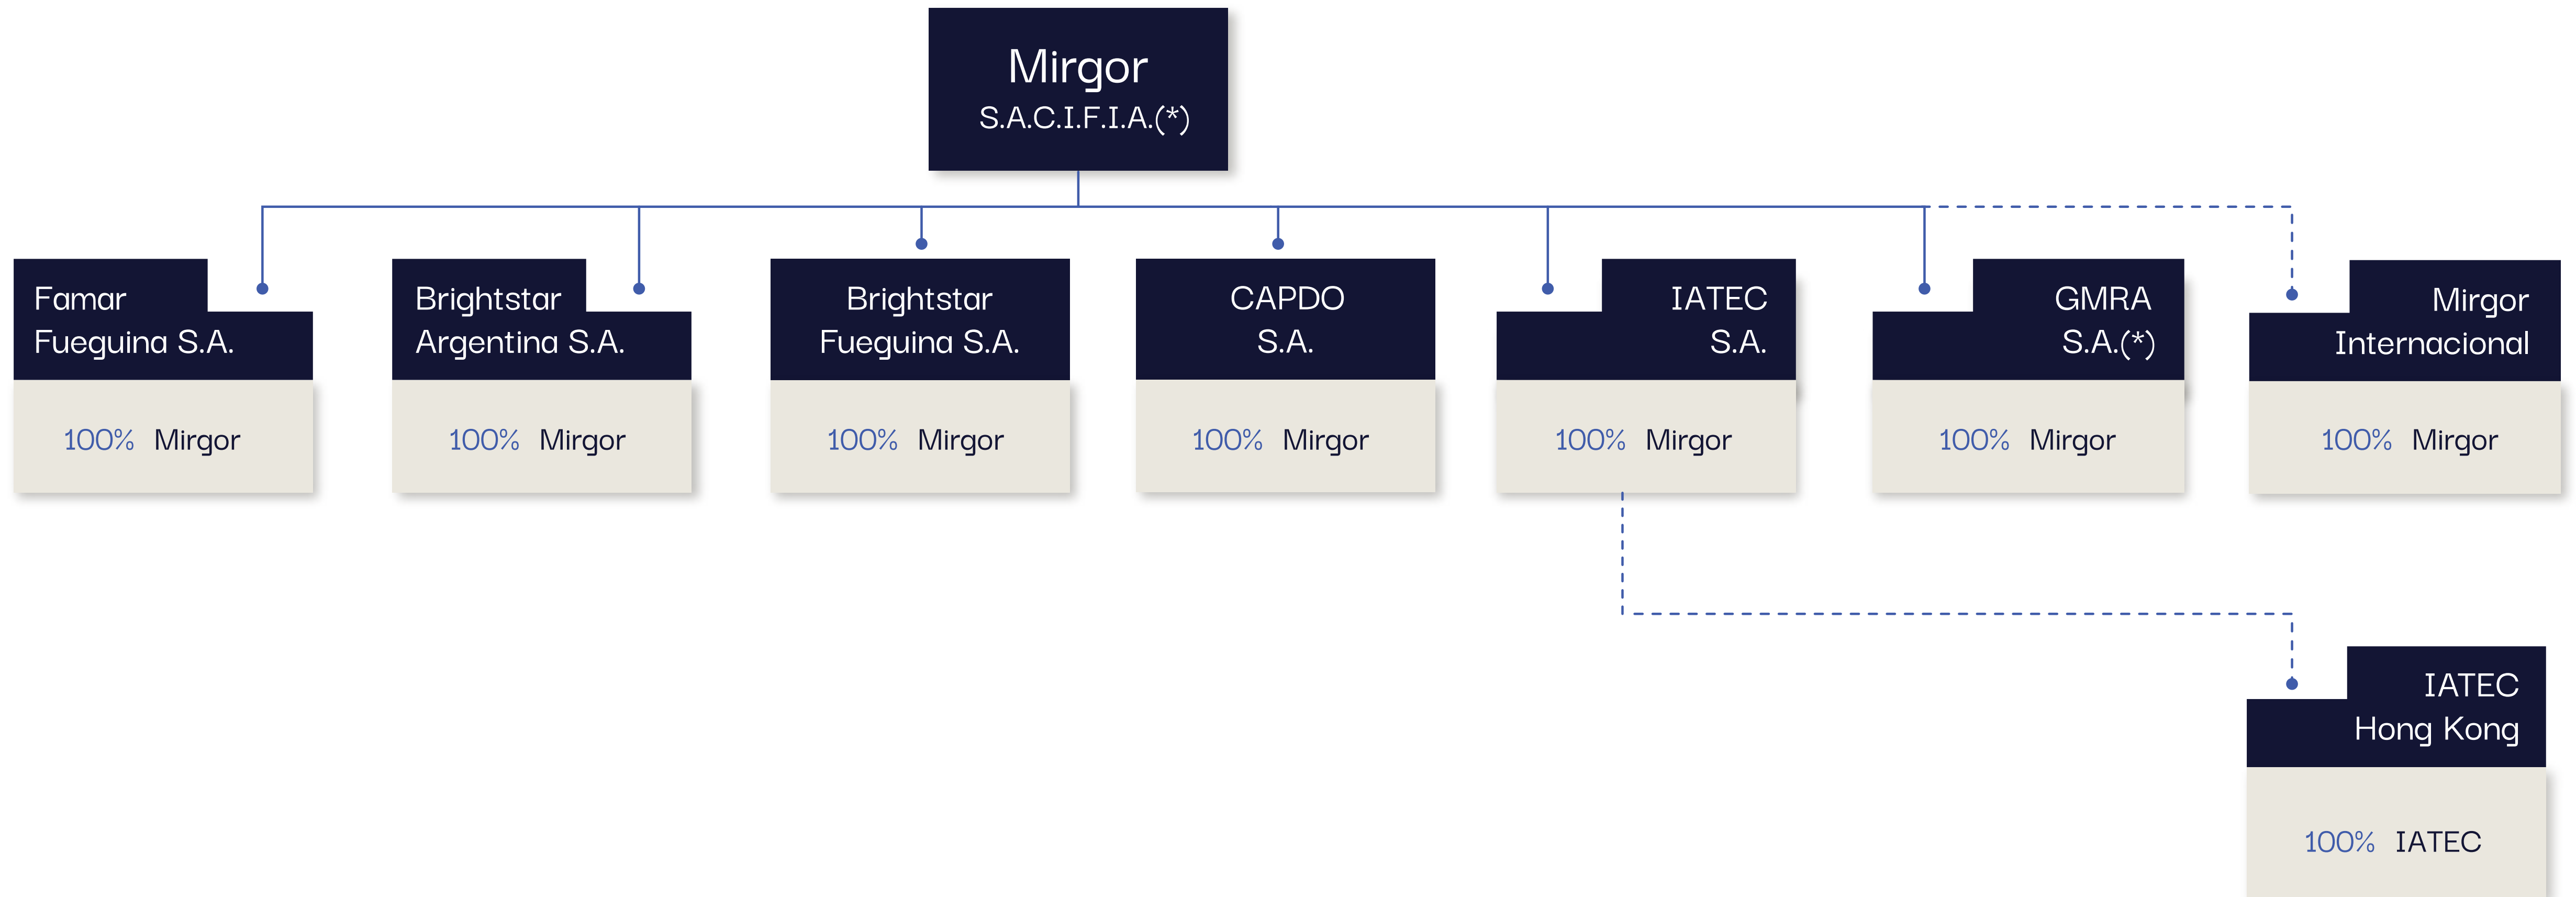 Mirgor
S.A.C.I.F.I.A.(*)
Famar
Fueguina S.A.
100% Mirgor
Brightstar
Argentina S.A.
100% Mirgor
Brightstar
Fueguina S.A.
100% Mirgor
CAPDO
S.A.
100% Mirgor
IATEC
S.A.
100% Mirgor
GMRA
S.A.(*)
100% Mirgor
Mirgor
Internacional
100% Mirgor
IATEC
Hong Kong
100% IATEC